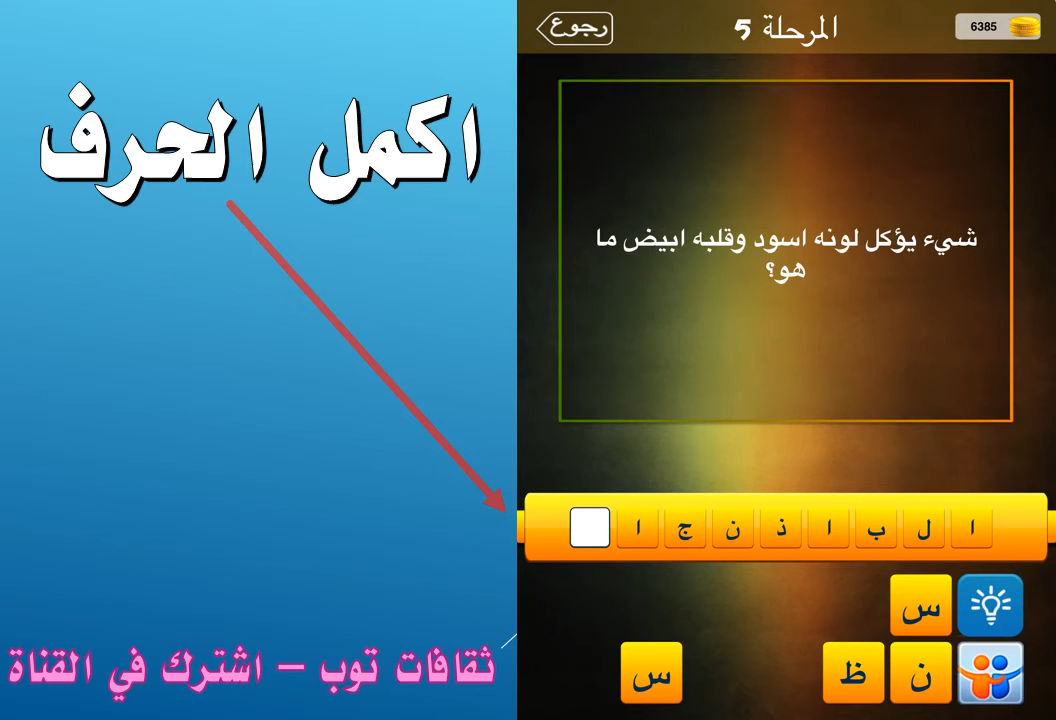 اكمل الحرف
ثقافات توب – اشترك في القناة
رجوع
المرحلة 5
6385
شيء يؤكل لونه اسود وقلبه ابيض ما
هو؟
ا ل ب ا ذ ن ج ا
س
س ظ ن